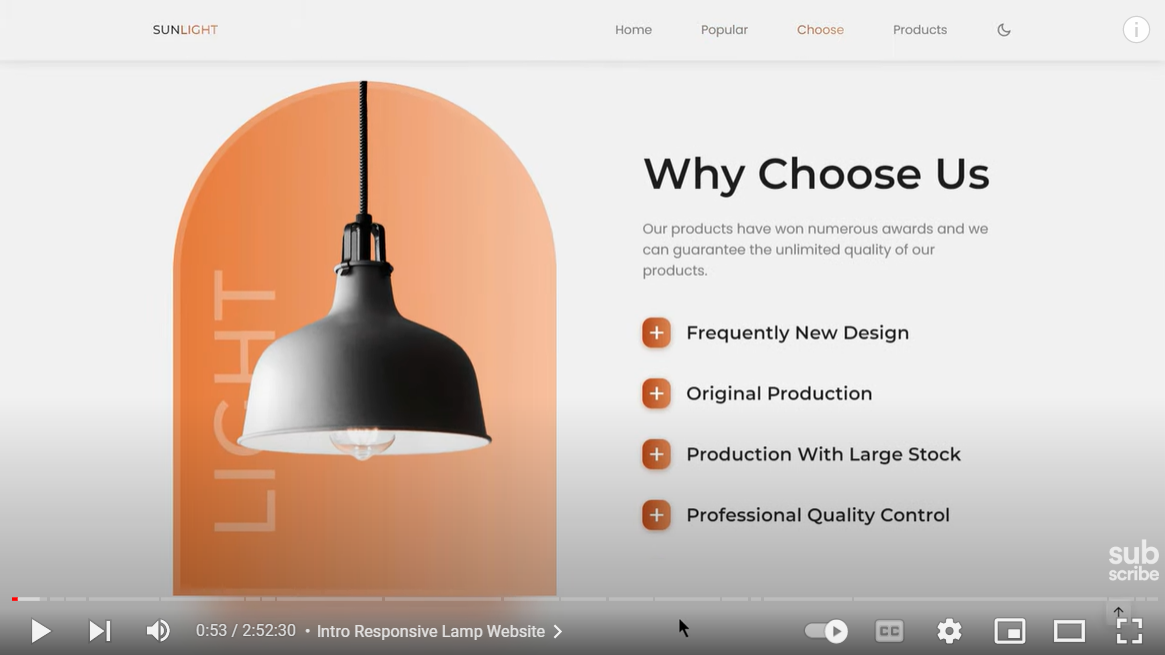 SUNLIGHT
Home
Popular
Choose
Products
LIGHT
Why Choose Us
Our products have won numerous awards and we
can guarantee the unlimited quality of our
products.
Frequently New Design
Original Production
Production With Large Stock
Professional Quality Control
sub
scribe
0:53 / 2:52:30 • Intro Responsive Lamp Website
CC